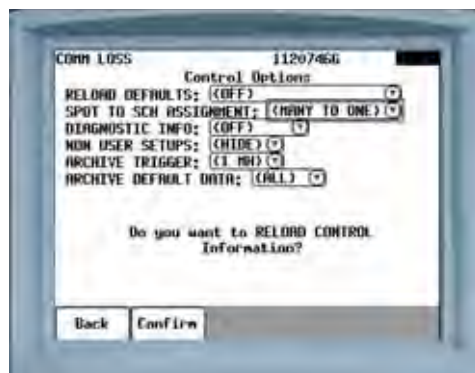 COMM LOSS 11207466
Control Options
RELOAD DEFAULTS: (OFF)
SPOT TO SCH ASSIGNMENT: (MANY TO ONE)
DIAGNOSTIC INFO: (OFF)
NON USER SETUPS: (HIDE)
ARCHIVE TRIGGER: (1 MN)
ARCHIVE DEFAULT DATA: (ALL)
Do you want to RELOAD CONTROL
Information?
Back Confirm